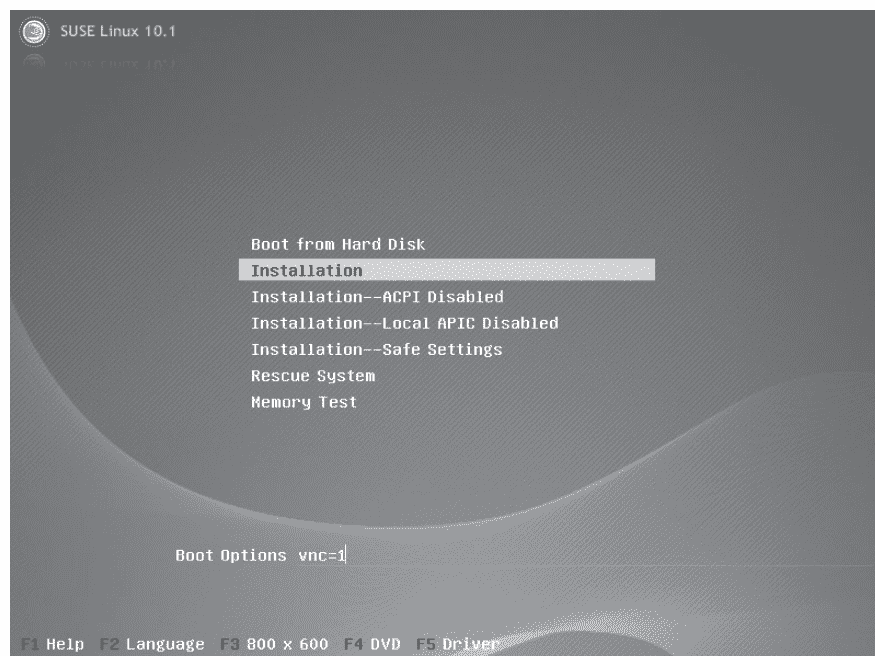 SUSE Linux 10.1
Boot from Hard Disk
Installation
Installation--ACPI Disabled
Installation--Local APIC Disabled
Installation--Safe Settings
Rescue System
Memory Test
Boot Options vnc=1
F1 Help F2 Language F3 800 x 600 F4 DVD F5 Driver